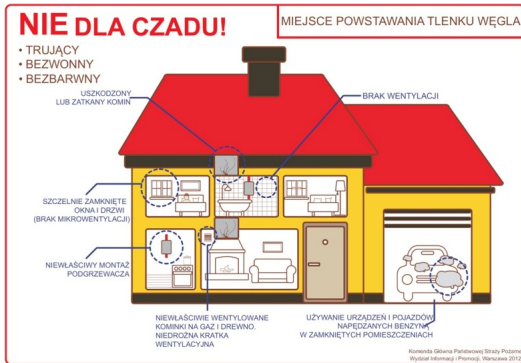 NIE DLA CZADU!
MIEJSCE POWSTAWANIA TLENKU WĘGLA
• TRUJĄCY
• BEZWONNY
• BEZBARWNY
USZKODZONY
LUB ZATKANY KOMIN
BRAK WENTYLACJI
SZCZELNIE ZAMKNIĘTE
OKNA I DRZWI
(BRAK MIKROWENTYLACJI)
NIEWŁAŚCIWY MONTAŻ
PODGRZEWACZA
NIEWŁAŚCIWIE WENTYLOWANE
KOMINKI NA GAZ I DREWNO.
NIEDROŻNA KRATKA
WENTYLACYJNA
UŻYWANIE URZĄDZEŃ I POJAZDÓW
NAPĘDZANYCH BENZYNĄ
W ZAMKNIĘTYCH POMIESZCZENIACH
Komenda Główna Państwowej Straży Pożarnej
Wydział Informacji i Promocji, Warszawa 2012